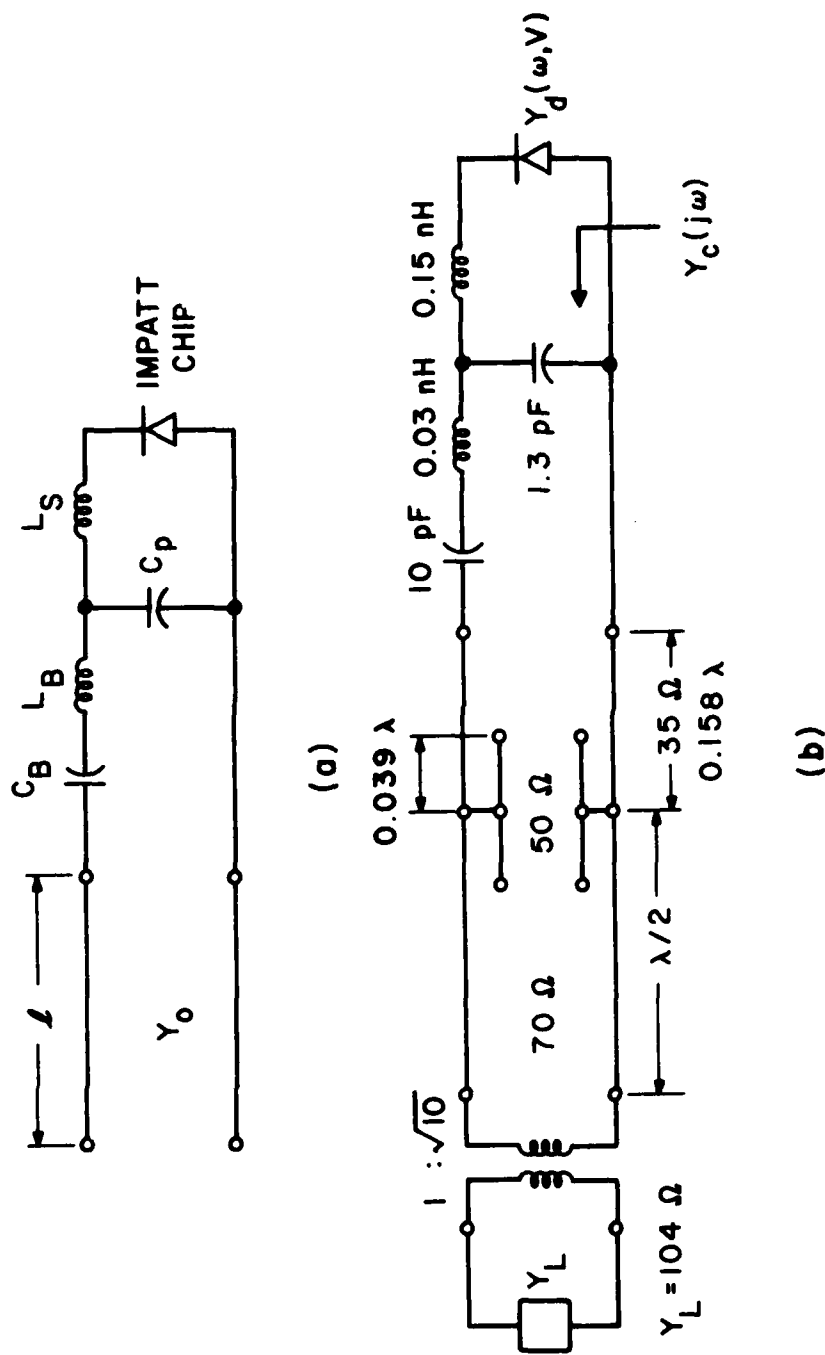 ℓ
Y₀
C_B
L_B
L_S
C_p
IMPATT
CHIP
(a)
Y_L
Y_L = 104 Ω
1 : √10
70 Ω
λ/2
50 Ω
0.039 λ
35 Ω
0.158 λ
10 pF
0.03 nH
0.15 nH
1.3 pF
Y_d(ω,V)
Y_c(jω)
(b)